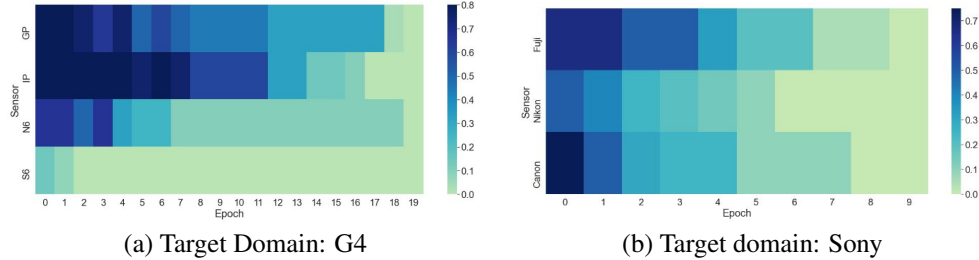 Sensor
GP
IP
N6
S6
0 1 2 3 4 5 6 7 8 9 10 11 12 13 14 15 16 17 18 19
Epoch
0.8
0.7
0.6
0.5
0.4
0.3
0.2
0.1
0.0
(a) Target Domain: G4
Sensor
Fuji
Nikon
Canon
0 1 2 3 4 5 6 7 8 9
Epoch
0.7
0.6
0.5
0.4
0.3
0.2
0.1
0.0
(b) Target domain: Sony